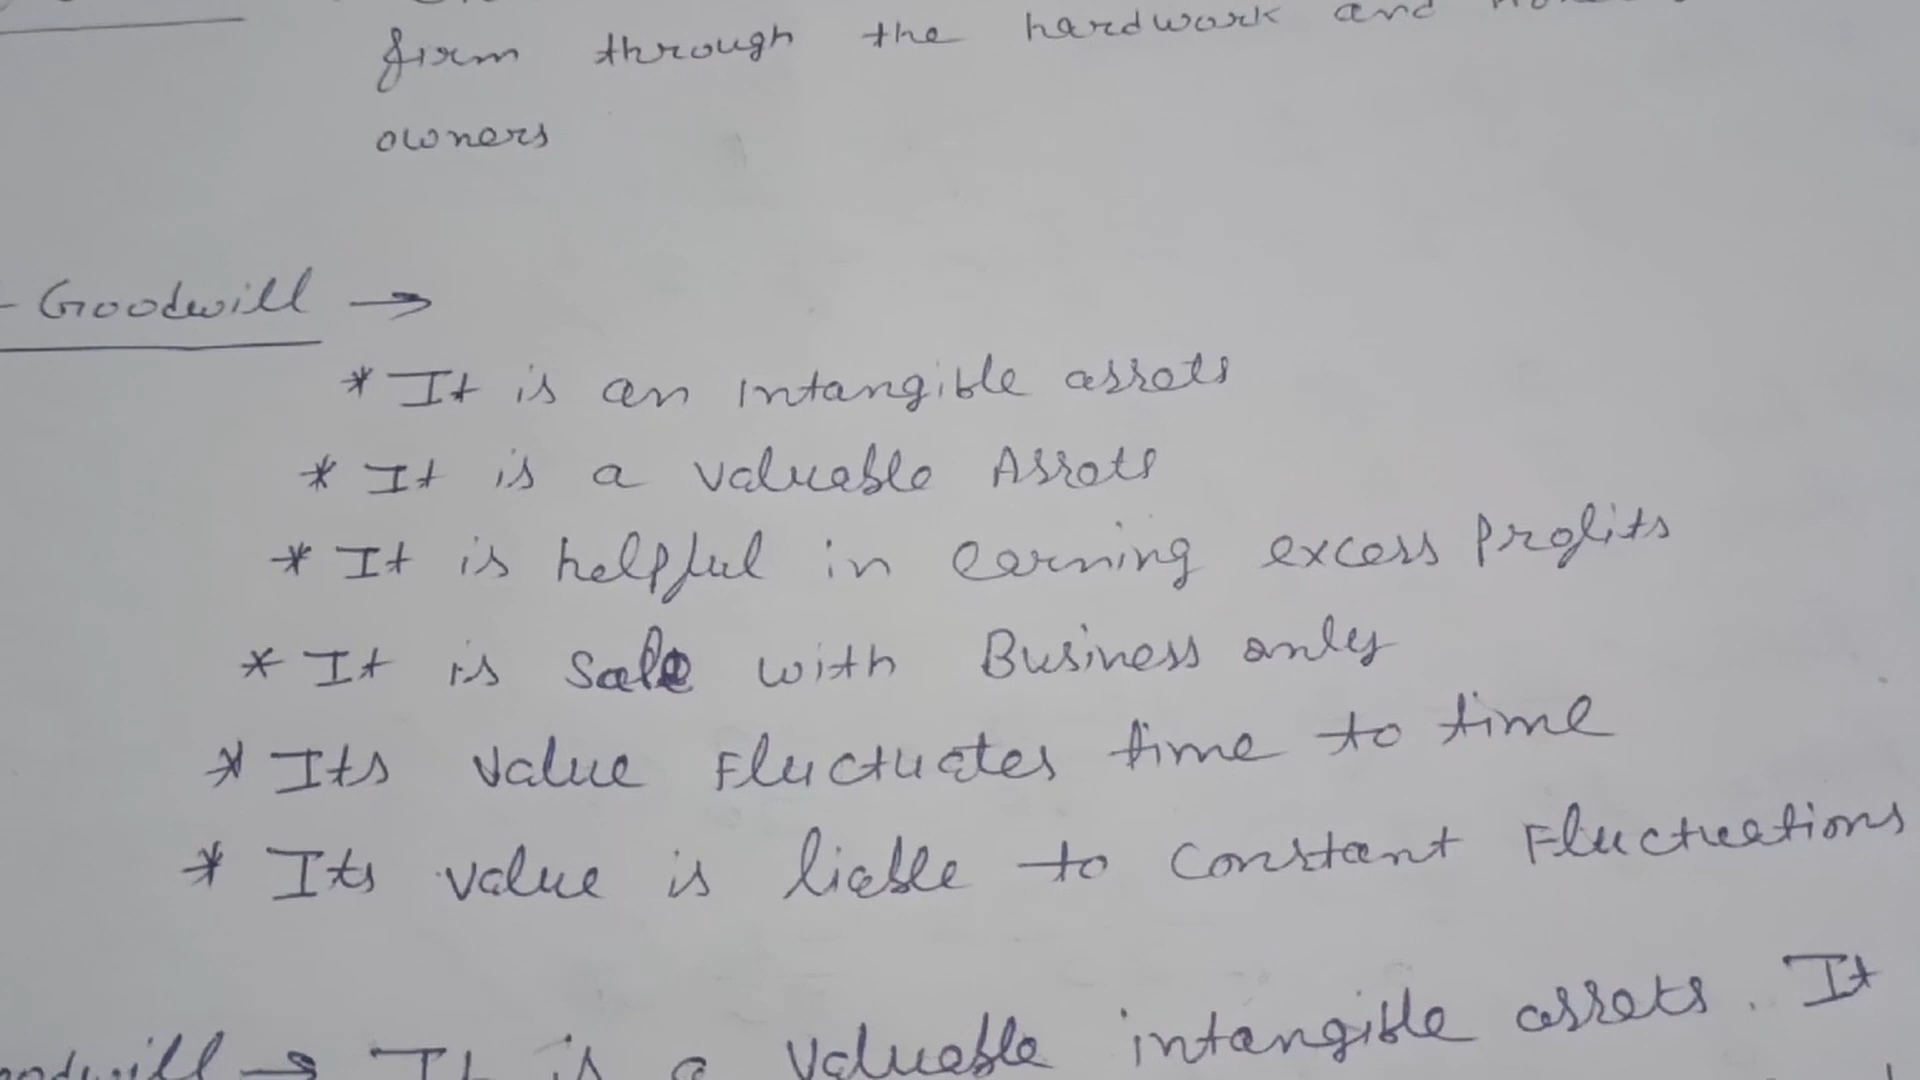 firm through the hardwork and
owners
- Goodwill →
* It is an intangible assets
* It is a valuable Assets
* It is helpful in earning excess Profits
* It is sale with Business only
* Its value Fluctuates time to time
* Its value is liable to constant Fluctuations
→ It is a valuable intangible assets. It